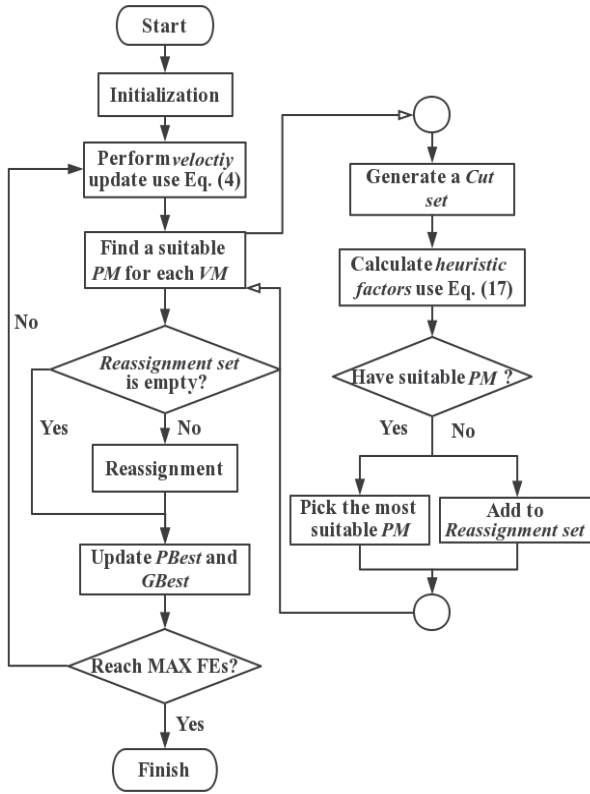 Start
Initialization
Perform veloctiy
update use Eq. (4)
Find a suitable
PM for each VM
No
Reassignment set
is empty?
Yes
No
Reassignment
Update PBest and
GBest
Reach MAX FEs?
Yes
Finish
Generate a Cut
set
Calculate heuristic
factors use Eq. (17)
Have suitable PM ?
Yes
No
Pick the most
suitable PM
Add to
Reassignment set